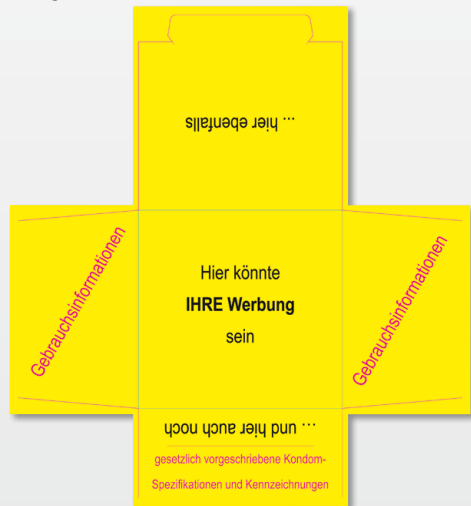 ... hier ebenfalls
Gebrauchsinformationen
Hier könnte
IHRE Werbung
sein
Gebrauchsinformationen
... und hier auch noch
gesetzlich vorgeschriebene Kondom-
Spezifikationen und Kennzeichnungen